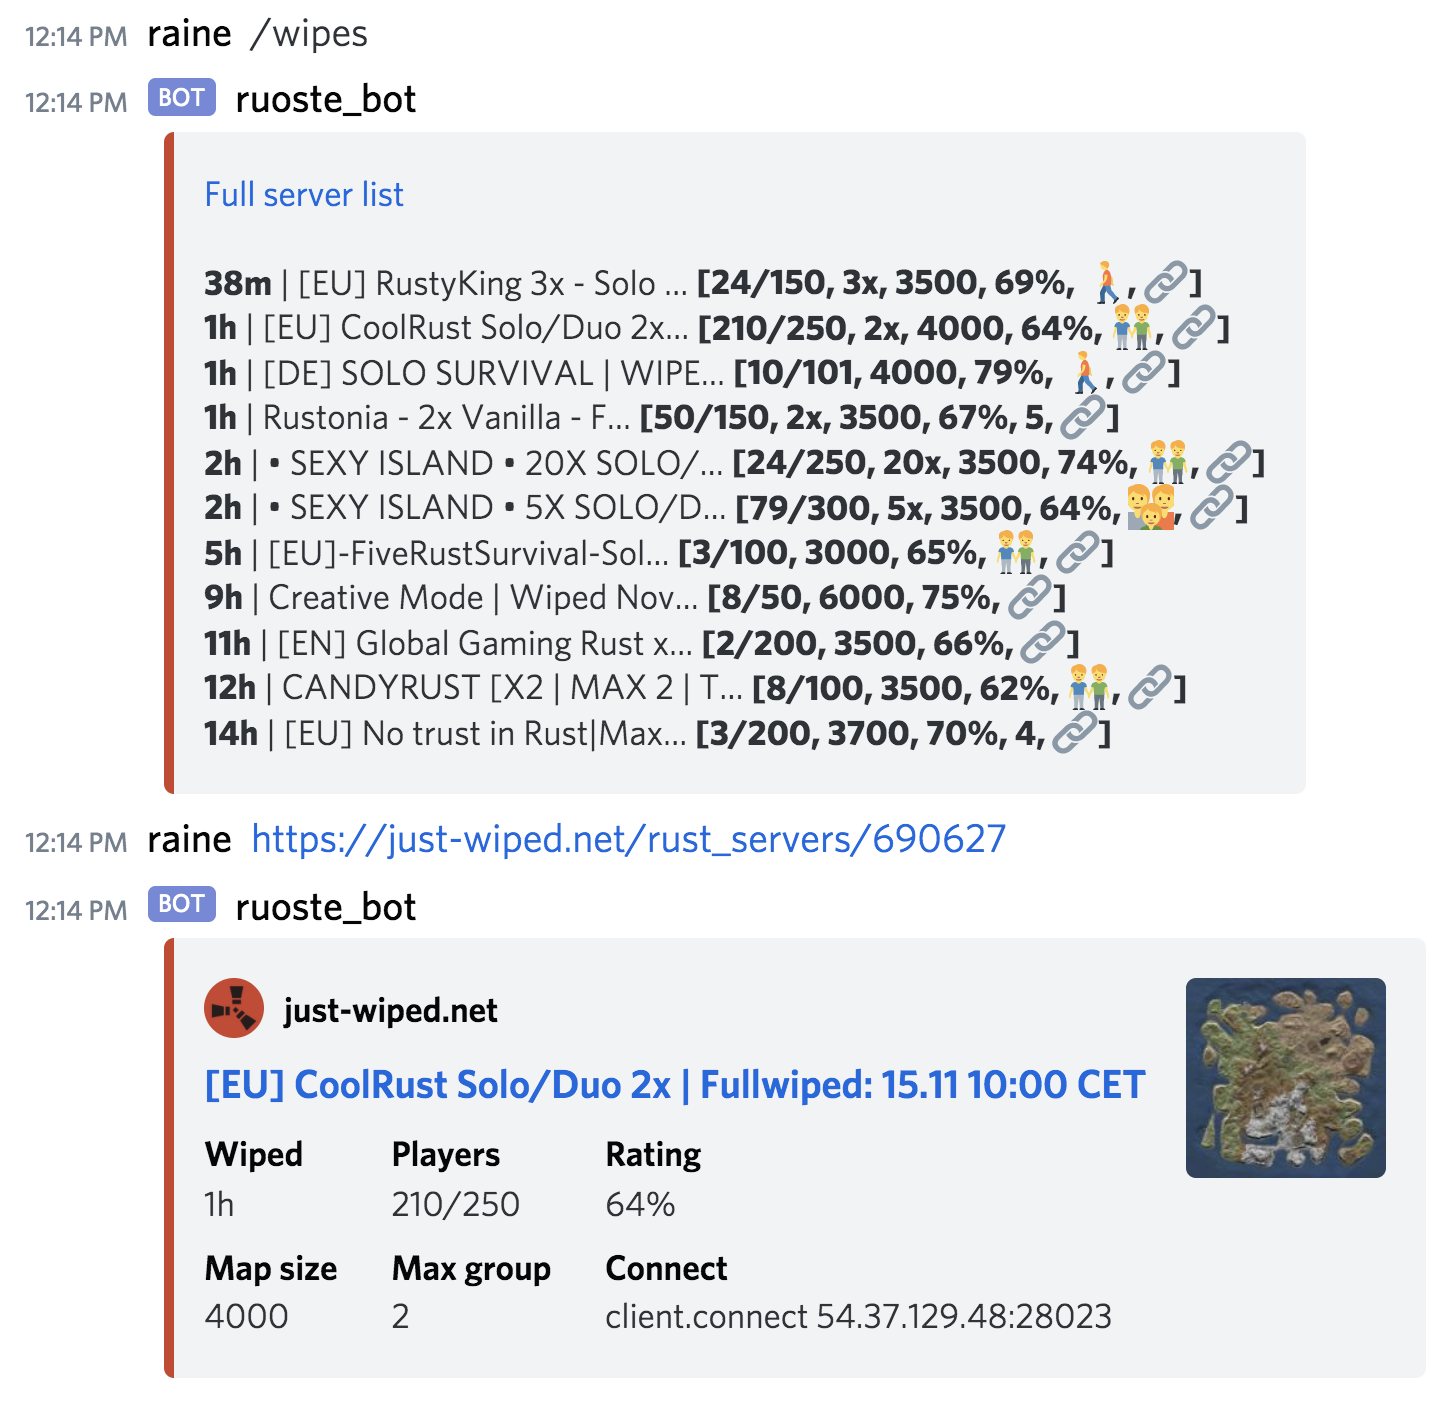 12:14 PM raine /wipes
12:14 PM BOT ruoste_bot
Full server list
38m | [EU] RustyKing 3x - Solo ... [24/150, 3x, 3500, 69%, 🚶, 🔗]
1h | [EU] CoolRust Solo/Duo 2x... [210/250, 2x, 4000, 64%, 👬, 🔗]
1h | [DE] SOLO SURVIVAL | WIPE... [10/101, 4000, 79%, 🚶, 🔗]
1h | Rustonia - 2x Vanilla - F... [50/150, 2x, 3500, 67%, 5, 🔗]
2h | • SEXY ISLAND • 20X SOLO/... [24/250, 20x, 3500, 74%, 👬, 🔗]
2h | • SEXY ISLAND • 5X SOLO/D... [79/300, 5x, 3500, 64%, 👪, 🔗]
5h | [EU]-FiveRustSurvival-Sol... [3/100, 3000, 65%, 👬, 🔗]
9h | Creative Mode | Wiped Nov... [8/50, 6000, 75%, 🔗]
11h | [EN] Global Gaming Rust x... [2/200, 3500, 66%, 🔗]
12h | CANDYRUST [X2 | MAX 2 | T... [8/100, 3500, 62%, 👬, 🔗]
14h | [EU] No trust in Rust|Max... [3/200, 3700, 70%, 4, 🔗]
12:14 PM raine https://just-wiped.net/rust_servers/690627
12:14 PM BOT ruoste_bot
just-wiped.net
[EU] CoolRust Solo/Duo 2x | Fullwiped: 15.11 10:00 CET
Wiped Players Rating
1h 210/250 64%
Map size Max group Connect
4000 2 client.connect 54.37.129.48:28023